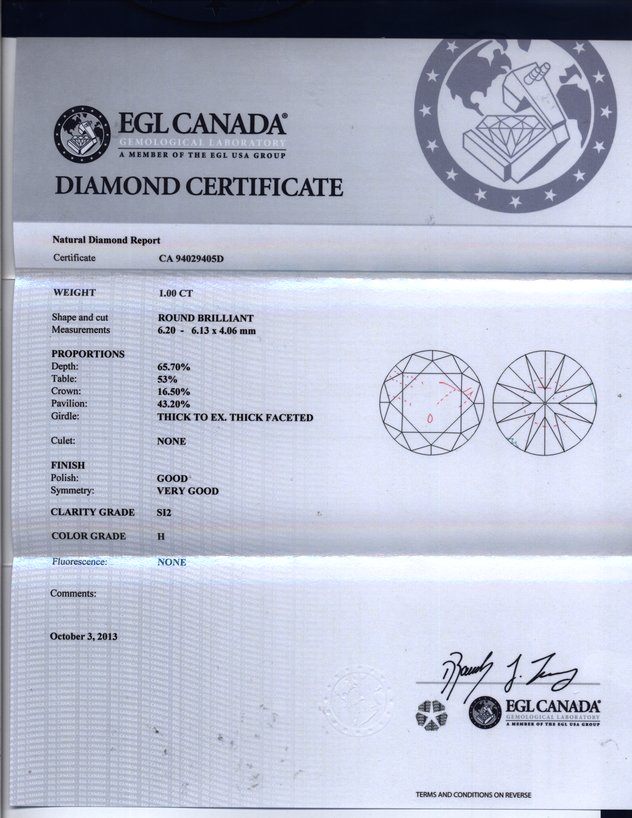 EGL CANADA®
GEMOLOGICAL LABORATORY
A MEMBER OF THE EGL USA GROUP
DIAMOND CERTIFICATE
Natural Diamond Report
Certificate CA 94029405D
WEIGHT 1.00 CT
Shape and cut ROUND BRILLIANT
Measurements 6.20 - 6.13 x 4.06 mm
PROPORTIONS
Depth: 65.70%
Table: 53%
Crown: 16.50%
Pavilion: 43.20%
Girdle: THICK TO EX. THICK FACETED
Culet: NONE
FINISH
Polish: GOOD
Symmetry: VERY GOOD
CLARITY GRADE SI2
COLOR GRADE H
Fluorescence: NONE
Comments:
October 3, 2013
EGL CANADA®
GEMOLOGICAL LABORATORY
A MEMBER OF THE EGL USA GROUP
TERMS AND CONDITIONS ON REVERSE